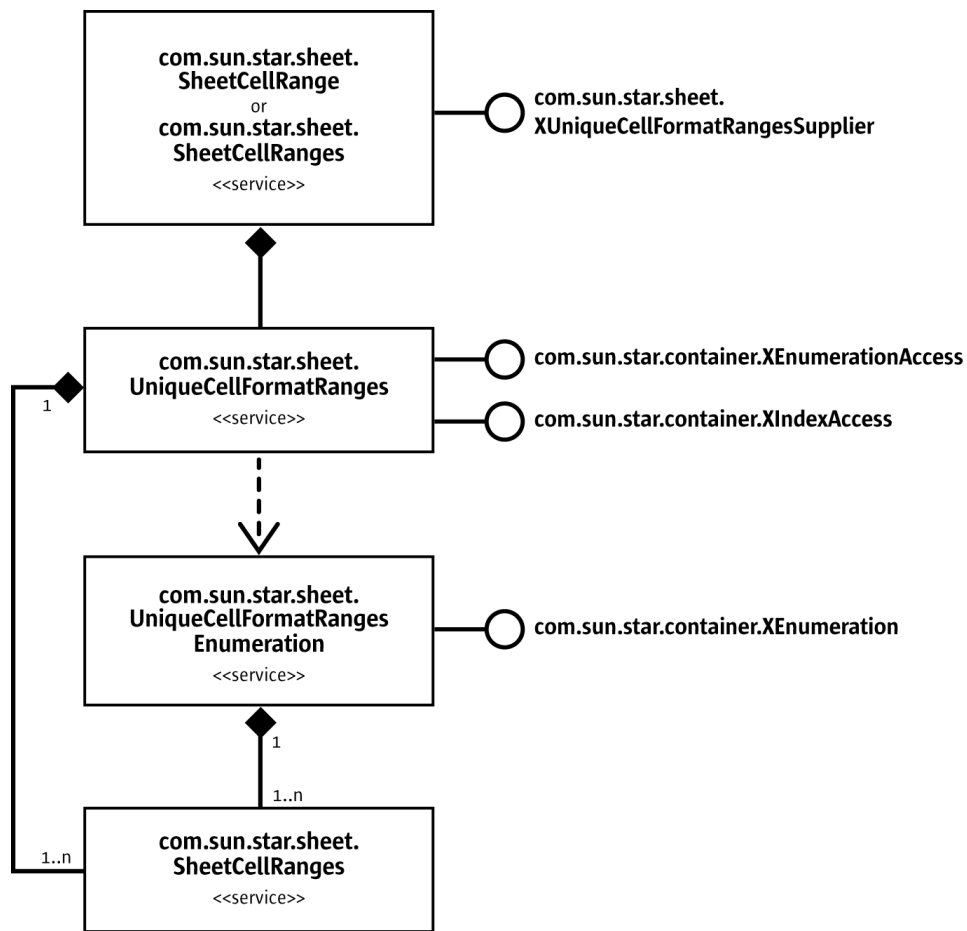 com.sun.star.sheet.
SheetCellRange
or
com.sun.star.sheet.
SheetCellRanges
<<service>>
com.sun.star.sheet.
XUniqueCellFormatRangesSupplier
com.sun.star.sheet.
UniqueCellFormatRanges
<<service>>
com.sun.star.container.XEnumerationAccess
com.sun.star.container.XIndexAccess
1
com.sun.star.sheet.
UniqueCellFormatRanges
Enumeration
<<service>>
com.sun.star.container.XEnumeration
1
1..n
com.sun.star.sheet.
SheetCellRanges
<<service>>
1..n